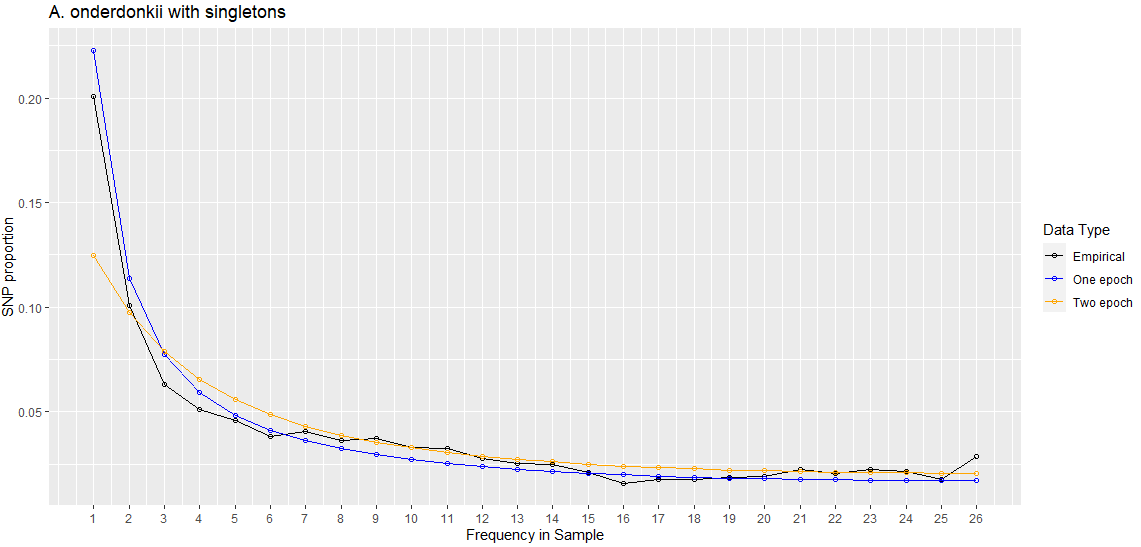 A. onderdonkii with singletons
SNP proportion
0.20
0.15
0.10
0.05
1 2 3 4 5 6 7 8 9 10 11 12 13 14 15 16 17 18 19 20 21 22 23 24 25 26
Frequency in Sample
Data Type
Empirical
One epoch
Two epoch